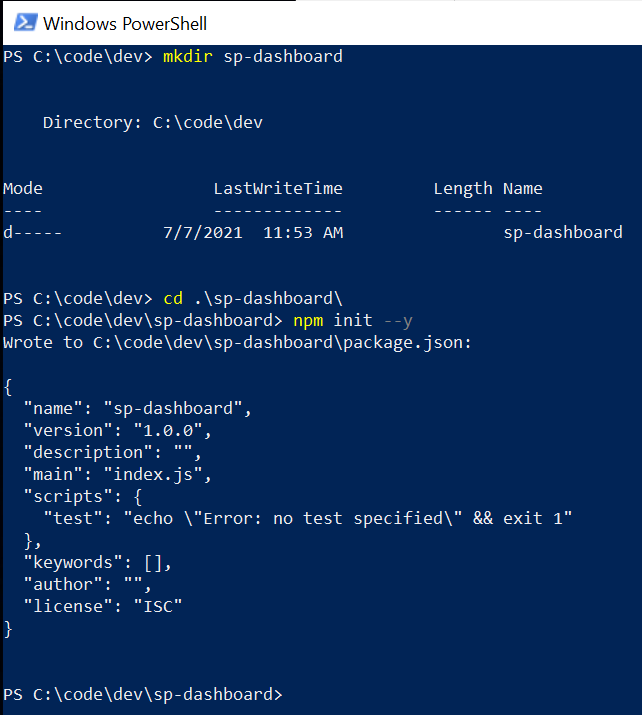 Windows PowerShell
PS C:\code\dev> mkdir sp-dashboard
Directory: C:\code\dev
Mode                 LastWriteTime         Length Name
----                 -------------         ------ ----
d-----          7/7/2021  11:53 AM                sp-dashboard
PS C:\code\dev> cd .\sp-dashboard\
PS C:\code\dev\sp-dashboard> npm init --y
Wrote to C:\code\dev\sp-dashboard\package.json:
{
  "name": "sp-dashboard",
  "version": "1.0.0",
  "description": "",
  "main": "index.js",
  "scripts": {
    "test": "echo \"Error: no test specified\" && exit 1"
  },
  "keywords": [],
  "author": "",
  "license": "ISC"
}
PS C:\code\dev\sp-dashboard>